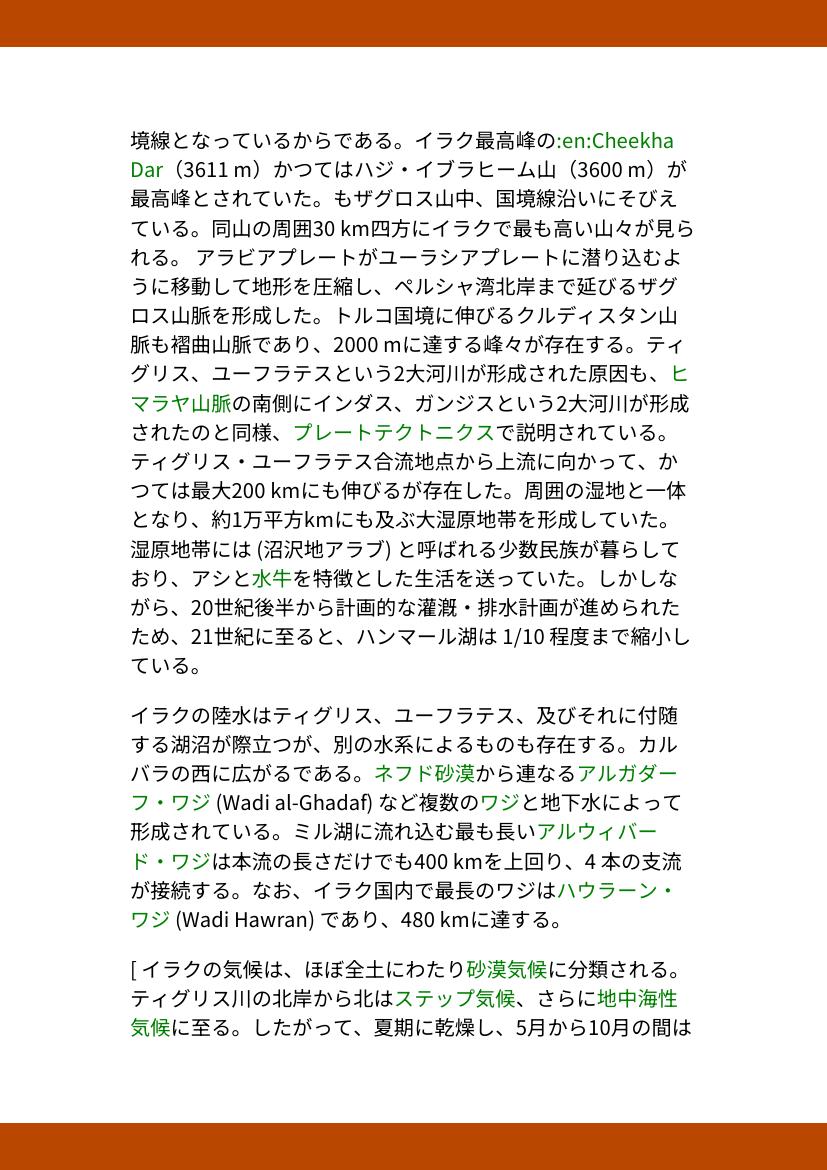 境線となっているからである。イラク最高峰の:en:Cheekha
Dar（3611 m）かつてはハジ・イブラヒーム山（3600 m）が
最高峰とされていた。もザグロス山中、国境線沿いにそびえ
ている。同山の周囲30 km四方にイラクで最も高い山々が見ら
れる。 アラビアプレートがユーラシアプレートに潜り込むよ
うに移動して地形を圧縮し、ペルシャ湾北岸まで延びるザグ
ロス山脈を形成した。トルコ国境に伸びるクルディスタン山
脈も褶曲山脈であり、2000 mに達する峰々が存在する。ティ
グリス、ユーフラテスという2大河川が形成された原因も、ヒ
マラヤ山脈の南側にインダス、ガンジスという2大河川が形成
されたのと同様、プレートテクトニクスで説明されている。
ティグリス・ユーフラテス合流地点から上流に向かって、か
つては最大200 kmにも伸びるが存在した。周囲の湿地と一体
となり、約1万平方kmにも及ぶ大湿原地帯を形成していた。
湿原地帯には (沼沢地アラブ) と呼ばれる少数民族が暮らして
おり、アシと水牛を特徴とした生活を送っていた。しかしな
がら、20世紀後半から計画的な灌漑・排水計画が進められた
ため、21世紀に至ると、ハンマール湖は 1/10 程度まで縮小し
ている。
イラクの陸水はティグリス、ユーフラテス、及びそれに付随
する湖沼が際立つが、別の水系によるものも存在する。カル
バラの西に広がるである。ネフド砂漠から連なるアルガダー
フ・ワジ (Wadi al-Ghadaf) など複数のワジと地下水によって
形成されている。ミル湖に流れ込む最も長いアルウィバー
ド・ワジは本流の長さだけでも400 kmを上回り、4 本の支流
が接続する。なお、イラク国内で最長のワジはハウラーン・
ワジ (Wadi Hawran) であり、480 kmに達する。
[ イラクの気候は、ほぼ全土にわたり砂漠気候に分類される。
ティグリス川の北岸から北はステップ気候、さらに地中海性
気候に至る。したがって、夏期に乾燥し、5月から10月の間は